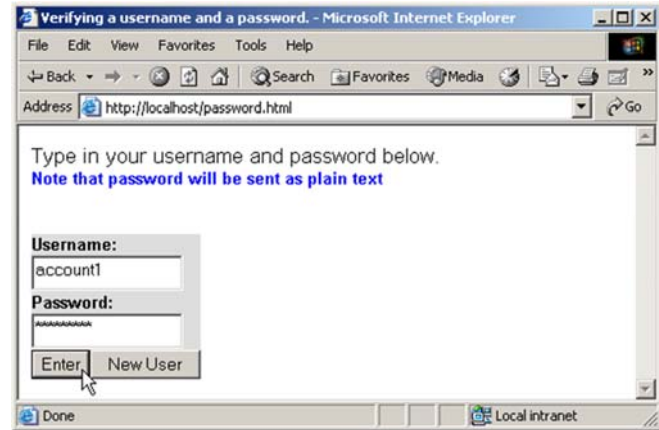 Verifying a username and a password. - Microsoft Internet Explorer
File Edit View Favorites Tools Help
Back Search Favorites Media »
Address http://localhost/password.html Go
Type in your username and password below.
Note that password will be sent as plain text
Username:
account1
Password:
*********
Enter New User
Done Local intranet